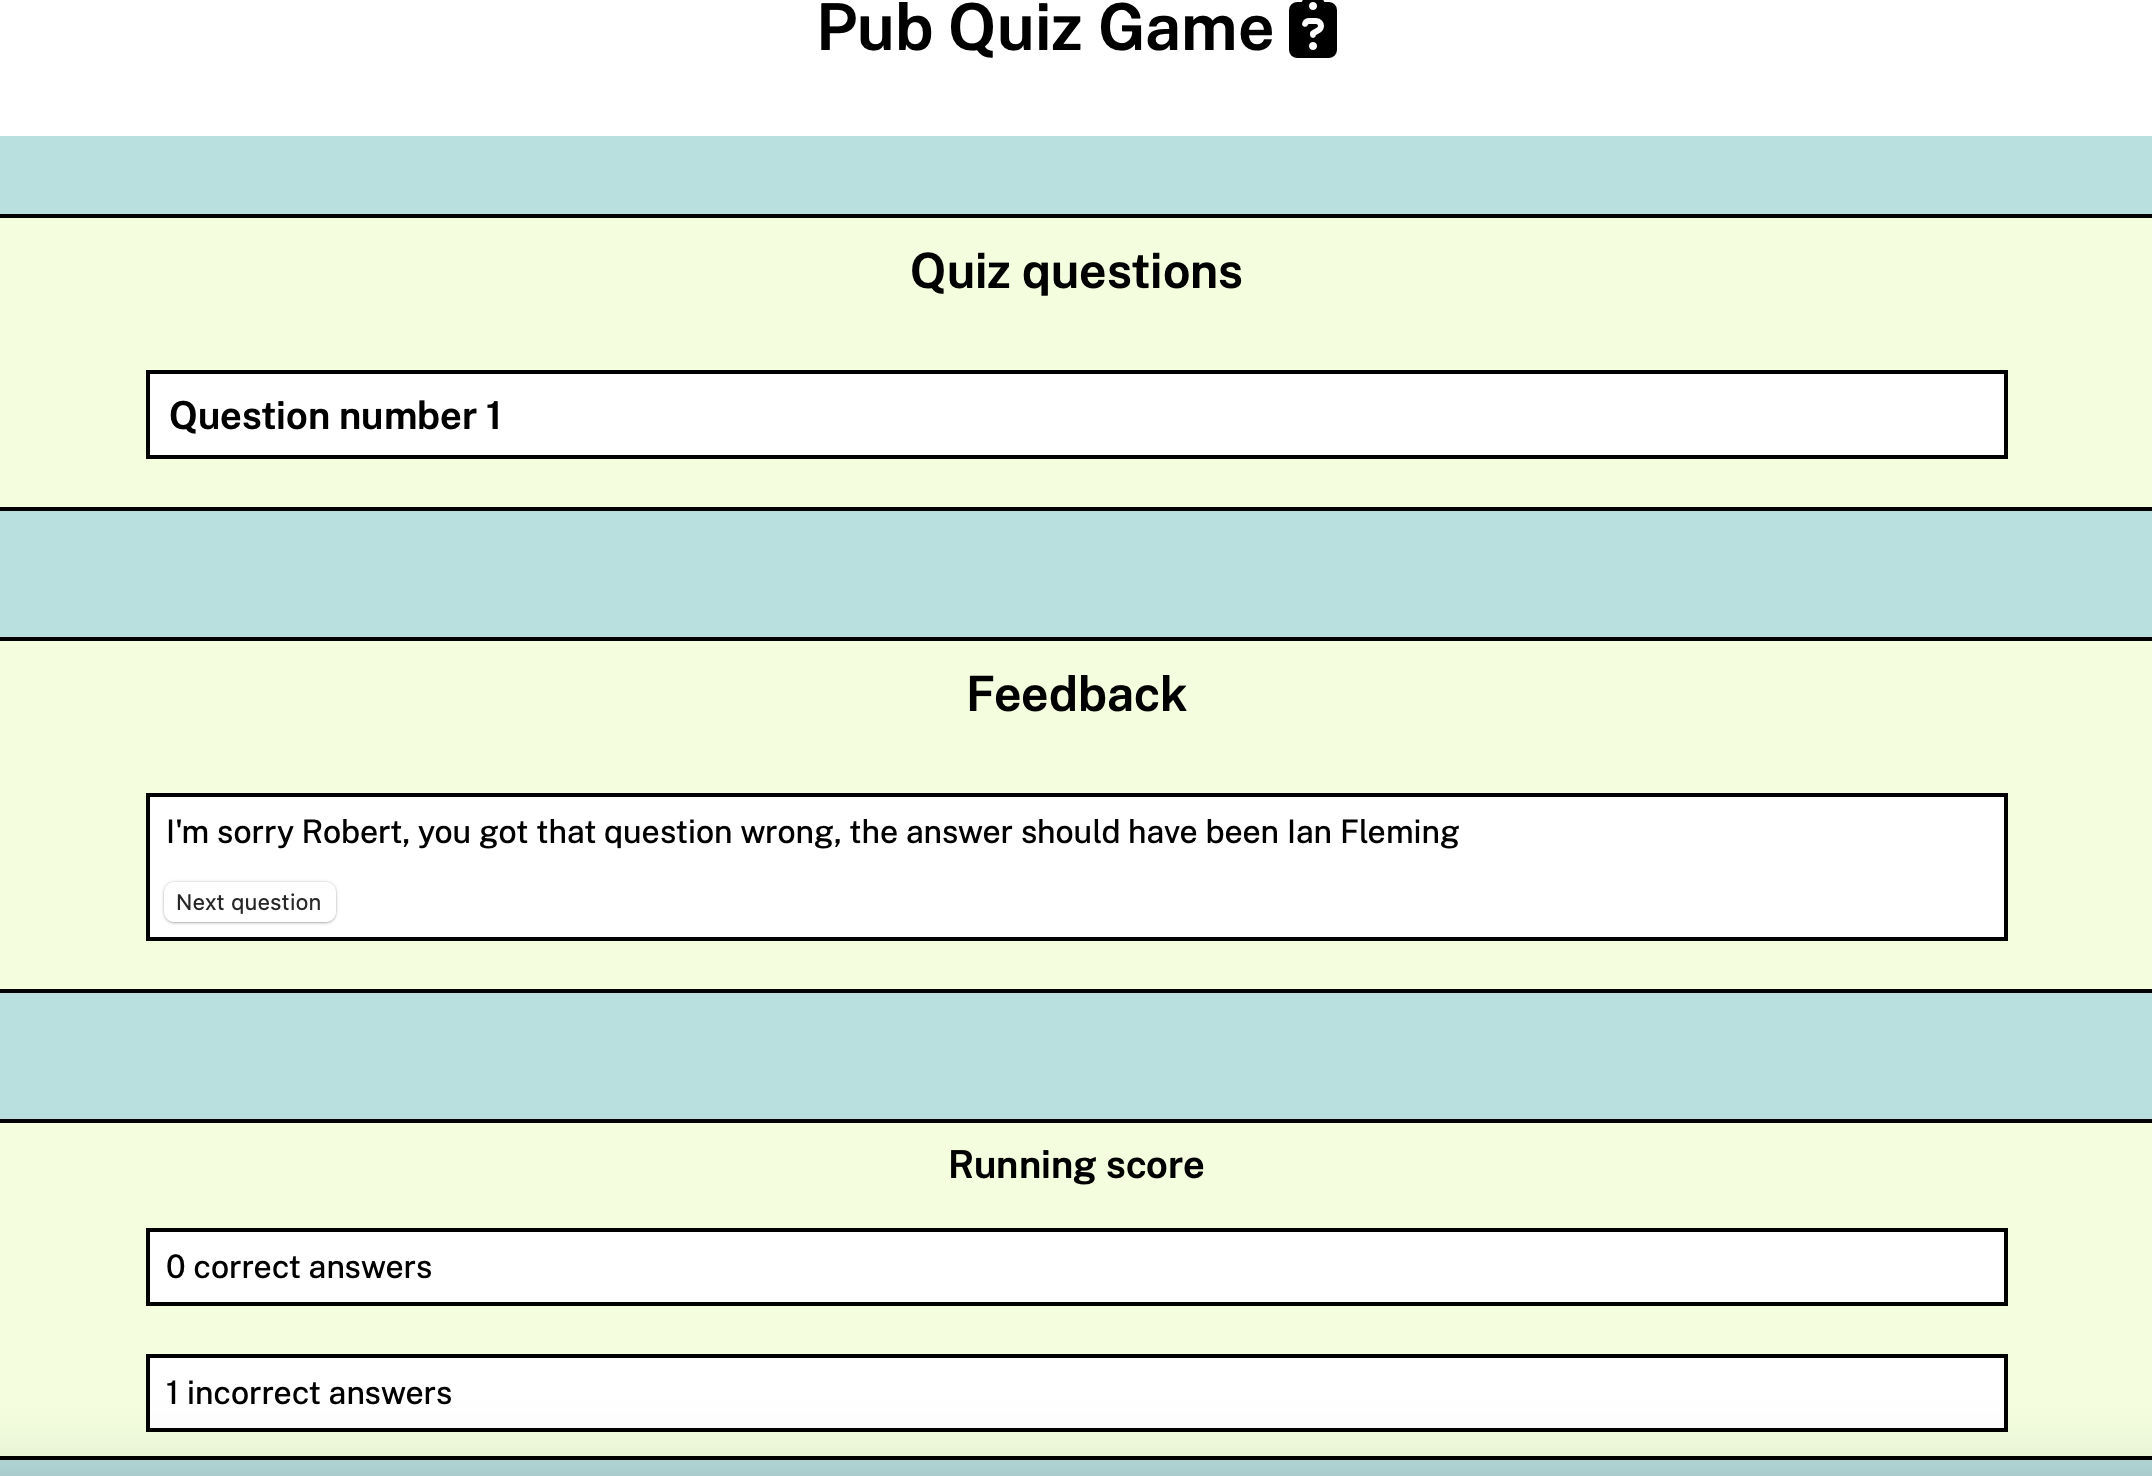 Pub Quiz Game
Quiz questions
Question number 1
Feedback
I'm sorry Robert, you got that question wrong, the answer should have been Ian Fleming
Next question
Running score
0 correct answers
1 incorrect answers